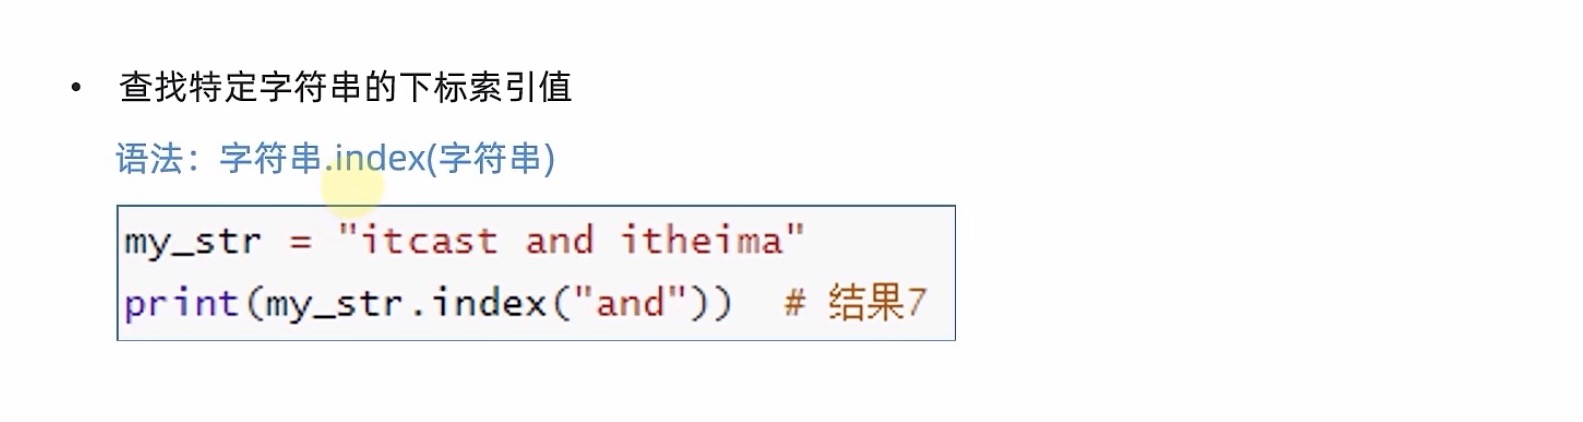 • 查找特定字符串的下标索引值
语法：字符串.index(字符串)
my_str = "itcast and itheima"
print(my_str.index("and"))  # 结果7